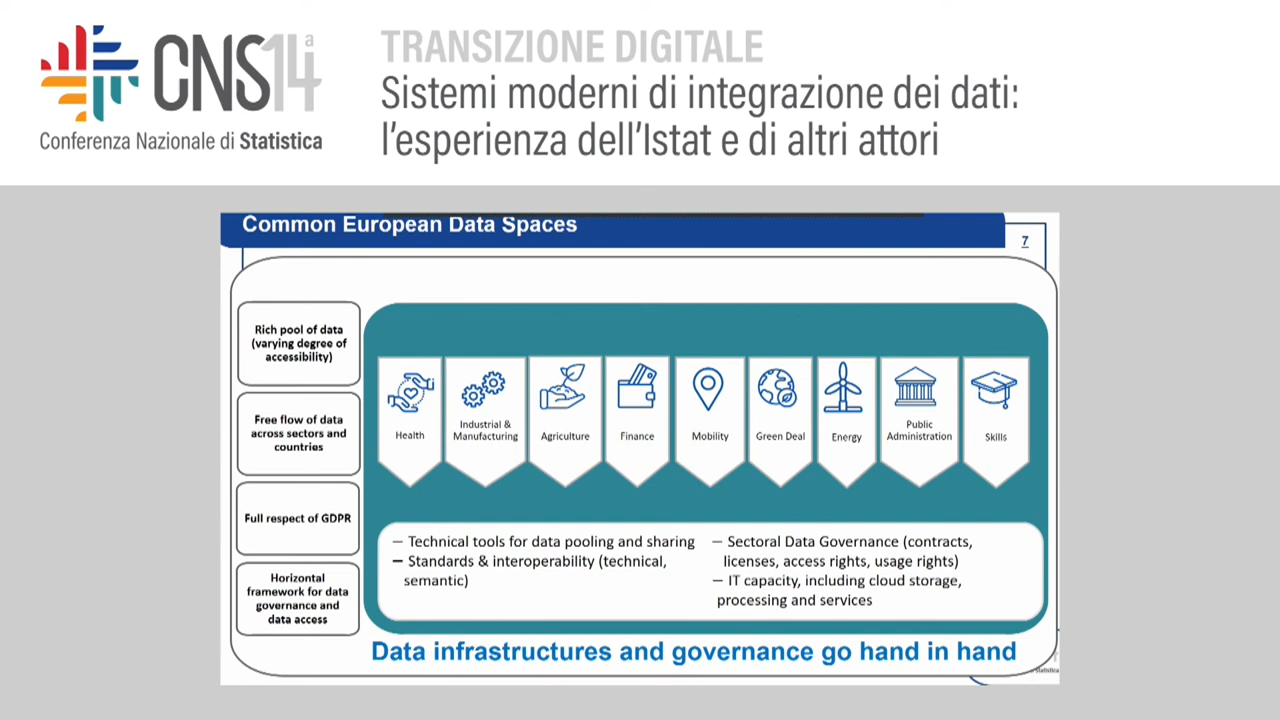 CNS14a
Conferenza Nazionale di Statistica
TRANSIZIONE DIGITALE
Sistemi moderni di integrazione dei dati:
l'esperienza dell'Istat e di altri attori
Common European Data Spaces
7
Rich pool of data
(varying degree of
accessibility)
Free flow of data
across sectors and
countries
Full respect of GDPR
Horizontal
framework for data
governance and
data access
Health
Industrial &
Manufacturing
Agriculture
Finance
Mobility
Green Deal
Energy
Public
Administration
Skills
– Technical tools for data pooling and sharing
– Standards & interoperability (technical,
semantic)
– Sectoral Data Governance (contracts,
licenses, access rights, usage rights)
– IT capacity, including cloud storage,
processing and services
Data infrastructures and governance go hand in hand
Statistica